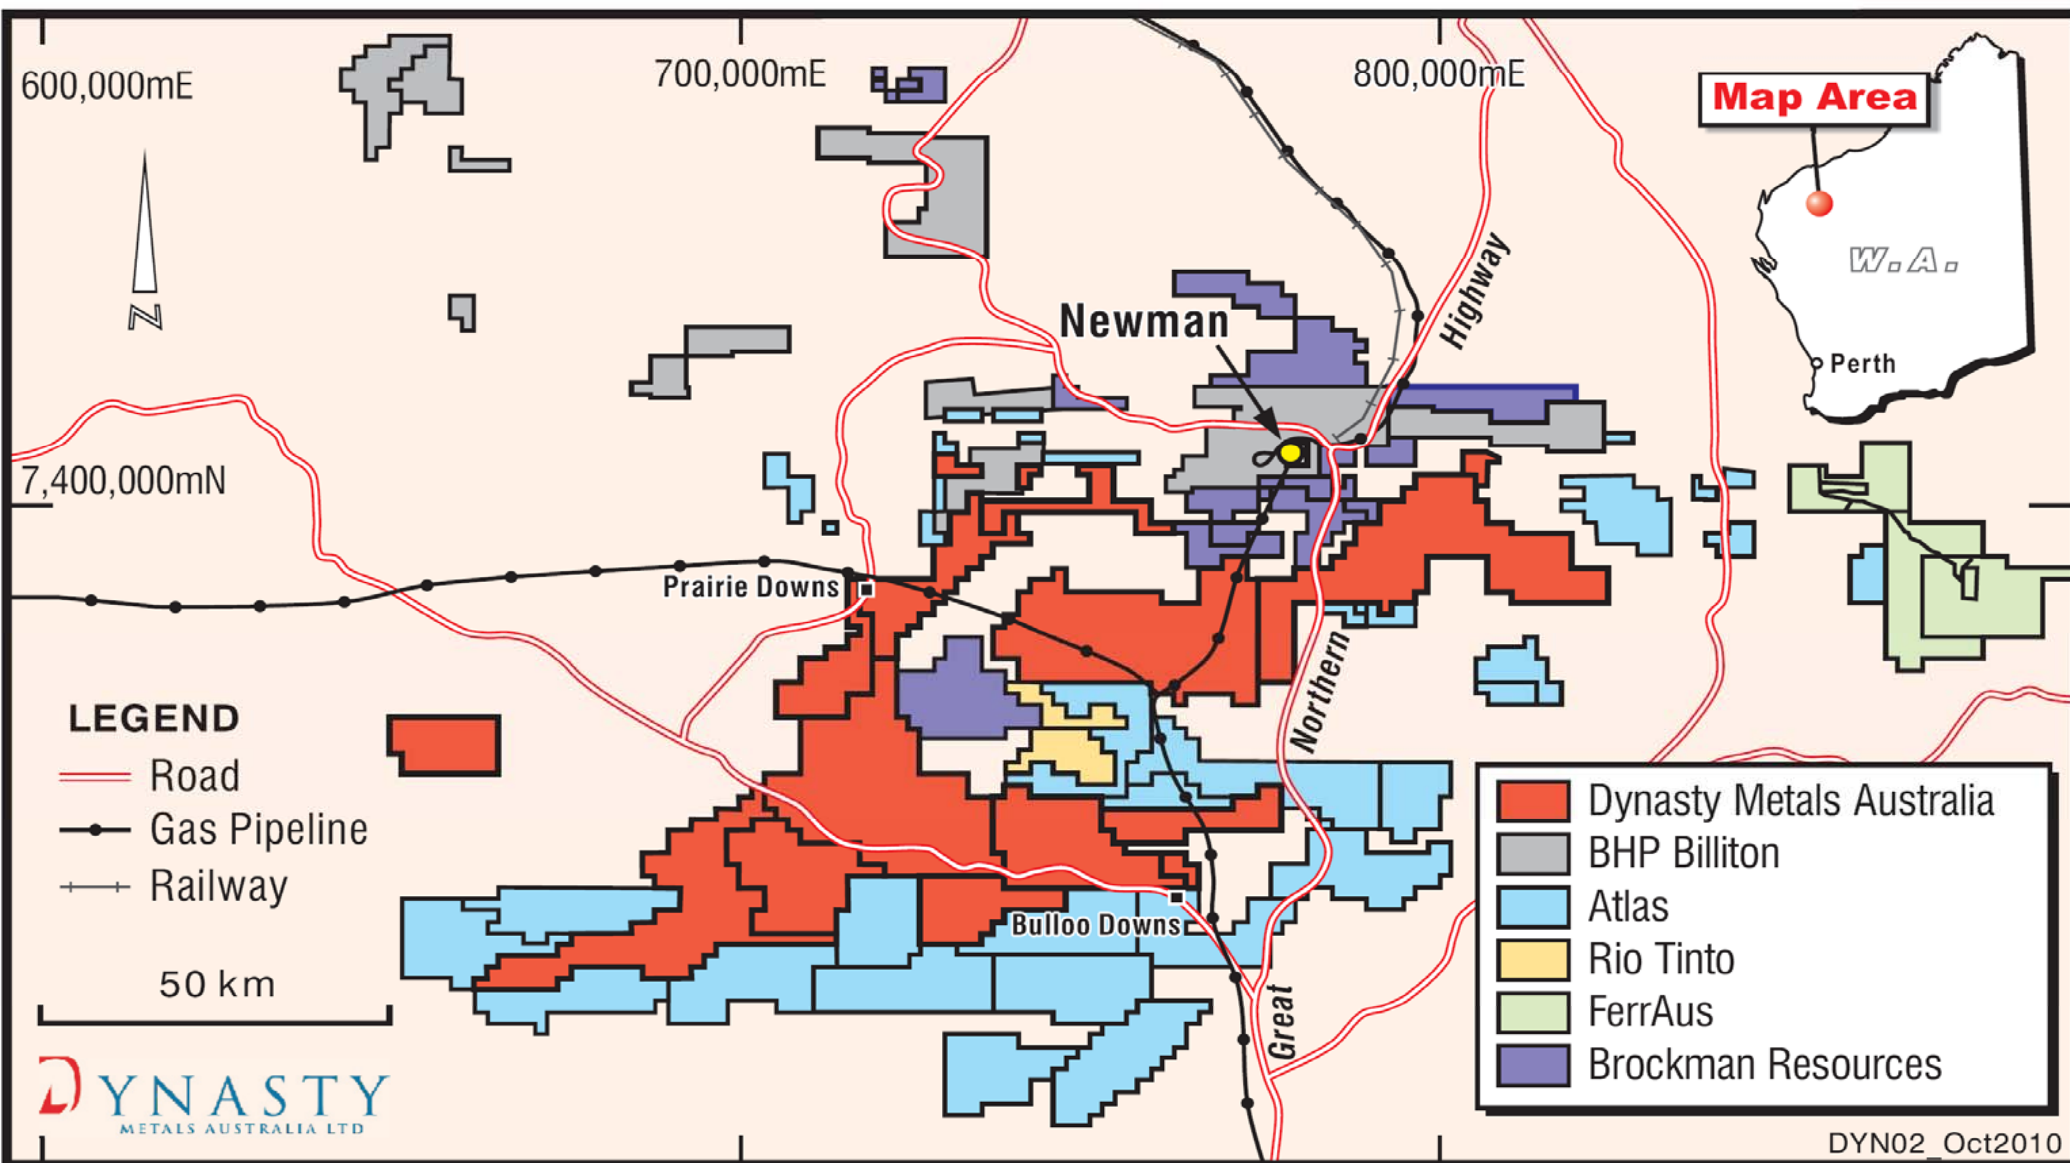 600,000mE
700,000mE
800,000mE
Map Area
N
W.A.
Highway
Newman
Perth
7,400,000mN
Prairie Downs
Northern
LEGEND
Road
Gas Pipeline
Railway
Dynasty Metals Australia
BHP Billiton
Atlas
Rio Tinto
FerrAus
Brockman Resources
Bulloo Downs
50 km
Great
DYNASTY
METALS AUSTRALIA LTD
DYN02_Oct2010